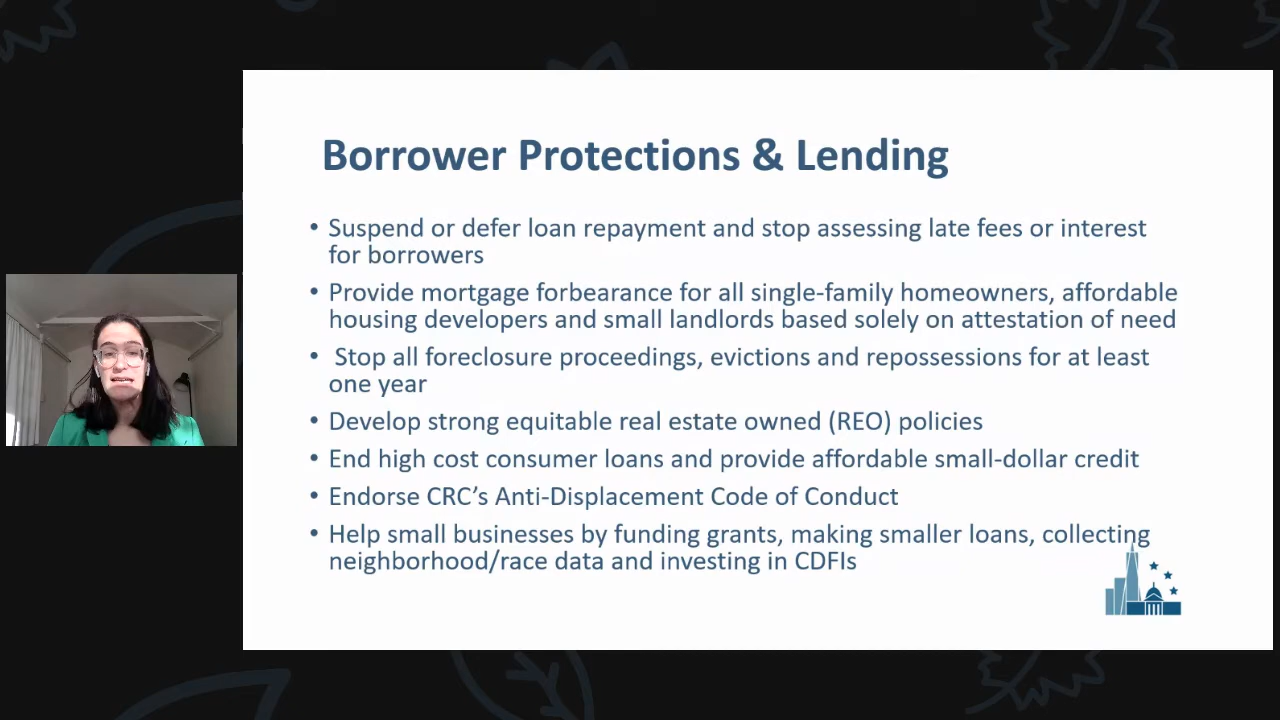 Borrower Protections & Lending
• Suspend or defer loan repayment and stop assessing late fees or interest
for borrowers
• Provide mortgage forbearance for all single-family homeowners, affordable
housing developers and small landlords based solely on attestation of need
• Stop all foreclosure proceedings, evictions and repossessions for at least
one year
• Develop strong equitable real estate owned (REO) policies
• End high cost consumer loans and provide affordable small-dollar credit
• Endorse CRC’s Anti-Displacement Code of Conduct
• Help small businesses by funding grants, making smaller loans, collecting
neighborhood/race data and investing in CDFIs